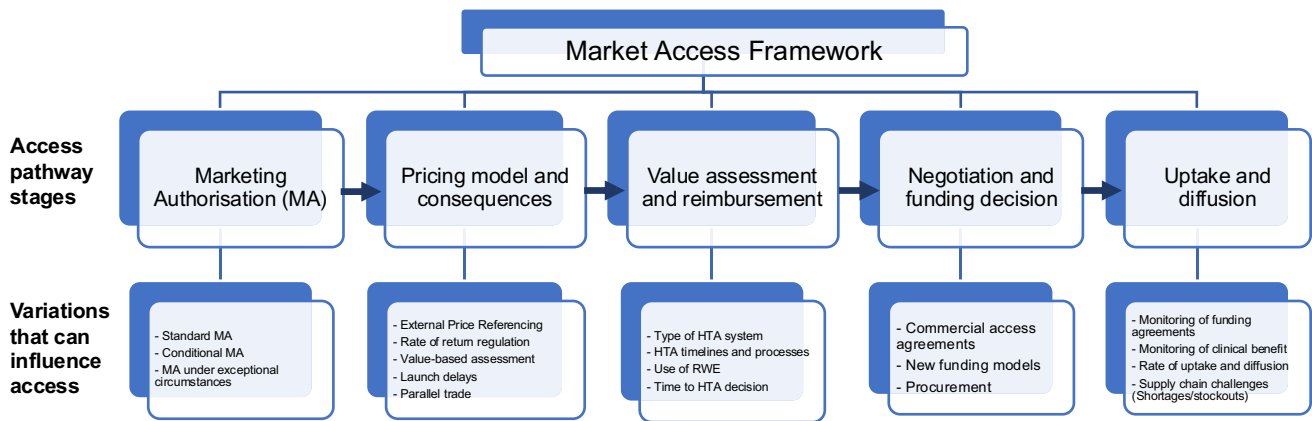 Market Access Framework
Access
pathway
stages
Marketing
Authorisation (MA)
Pricing model and
consequences
Value assessment
and reimbursement
Negotiation and
funding decision
Uptake and
diffusion
Variations
that can
influence
access
- Standard MA
- Conditional MA
- MA under exceptional
circumstances
- External Price Referencing
- Rate of return regulation
- Value-based assessment
- Launch delays
- Parallel trade
- Type of HTA system
- HTA timelines and processes
- Use of RWE
- Time to HTA decision
- Commercial access
agreements
- New funding models
- Procurement
- Monitoring of funding
agreements
- Monitoring of clinical benefit
- Rate of uptake and diffusion
- Supply chain challenges
(Shortages/stockouts)